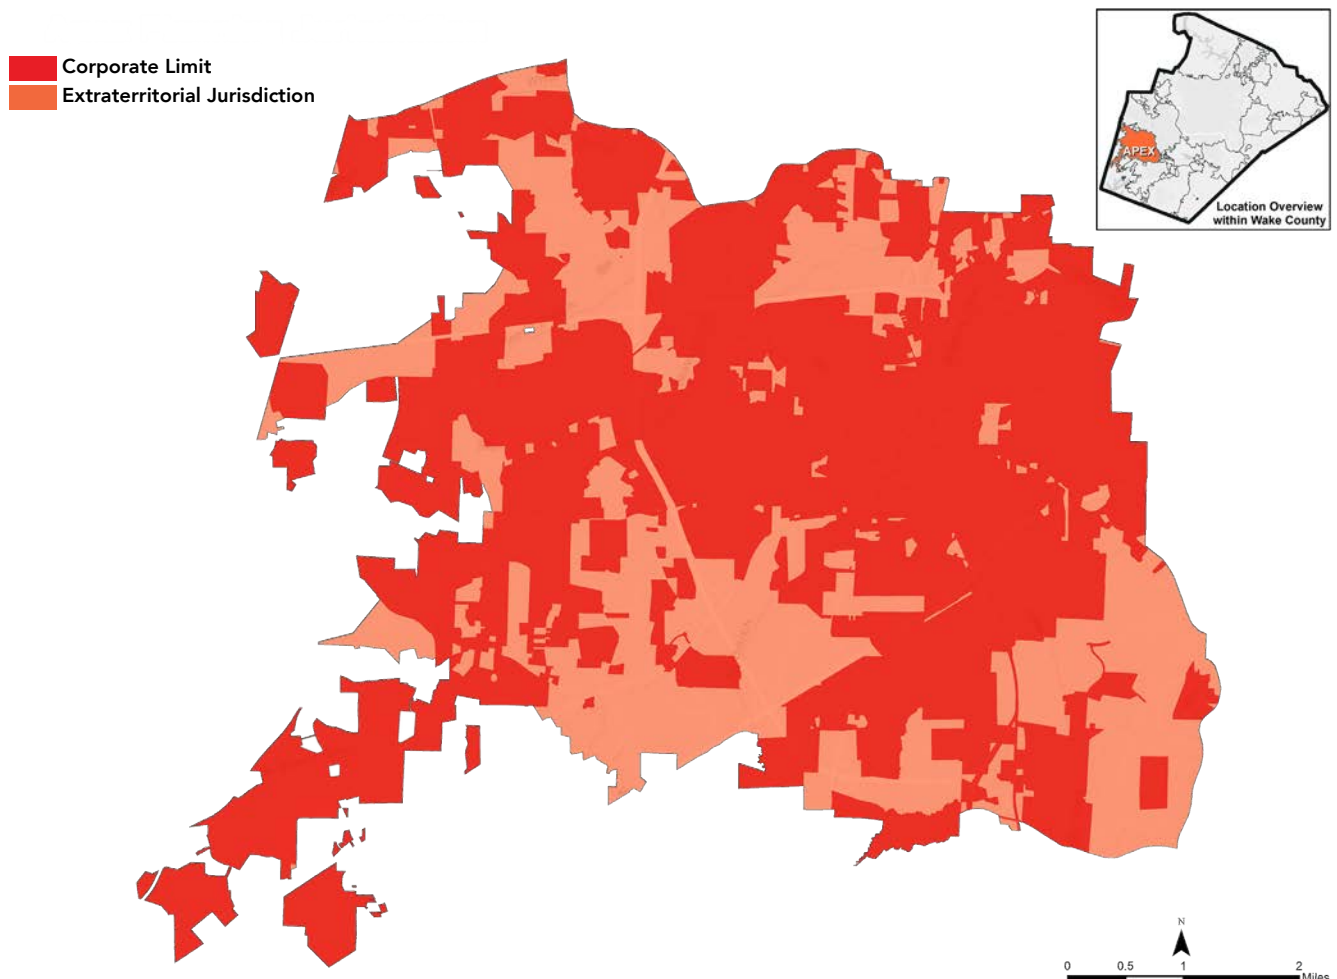 Corporate Limit
Extraterritorial Jurisdiction
APEX
Location Overview
within Wake County
N
0 0.5 1 2
Miles